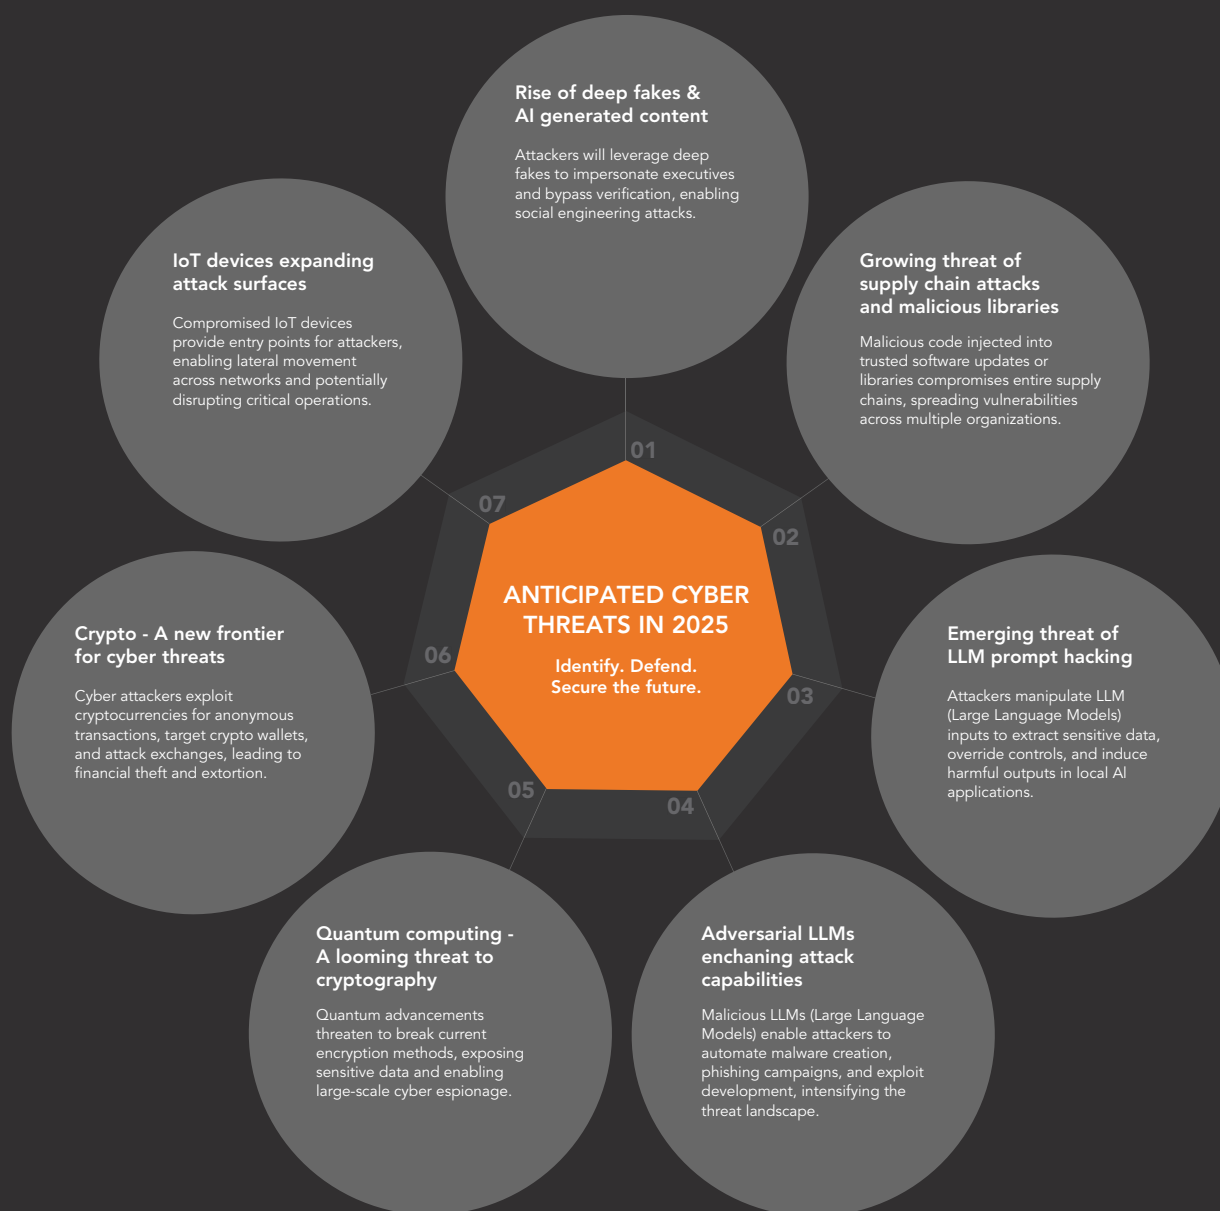 Rise of deep fakes &
AI generated content
Attackers will leverage deep
fakes to impersonate executives
and bypass verification, enabling
social engineering attacks.
IoT devices expanding
attack surfaces
Compromised IoT devices
provide entry points for attackers,
enabling lateral movement
across networks and potentially
disrupting critical operations.
Growing threat of
supply chain attacks
and malicious libraries
Malicious code injected into
trusted software updates or
libraries compromises entire supply
chains, spreading vulnerabilities
across multiple organizations.
01
07
02
ANTICIPATED CYBER
THREATS IN 2025
Identify. Defend.
Secure the future.
06
03
05
04
Crypto - A new frontier
for cyber threats
Cyber attackers exploit
cryptocurrencies for anonymous
transactions, target crypto wallets,
and attack exchanges, leading to
financial theft and extortion.
Emerging threat of
LLM prompt hacking
Attackers manipulate LLM
(Large Language Models)
inputs to extract sensitive data,
override controls, and induce
harmful outputs in local AI
applications.
Quantum computing -
A looming threat to
cryptography
Quantum advancements
threaten to break current
encryption methods, exposing
sensitive data and enabling
large-scale cyber espionage.
Adversarial LLMs
enchaning attack
capabilities
Malicious LLMs (Large Language
Models) enable attackers to
automate malware creation,
phishing campaigns, and exploit
development, intensifying the
threat landscape.